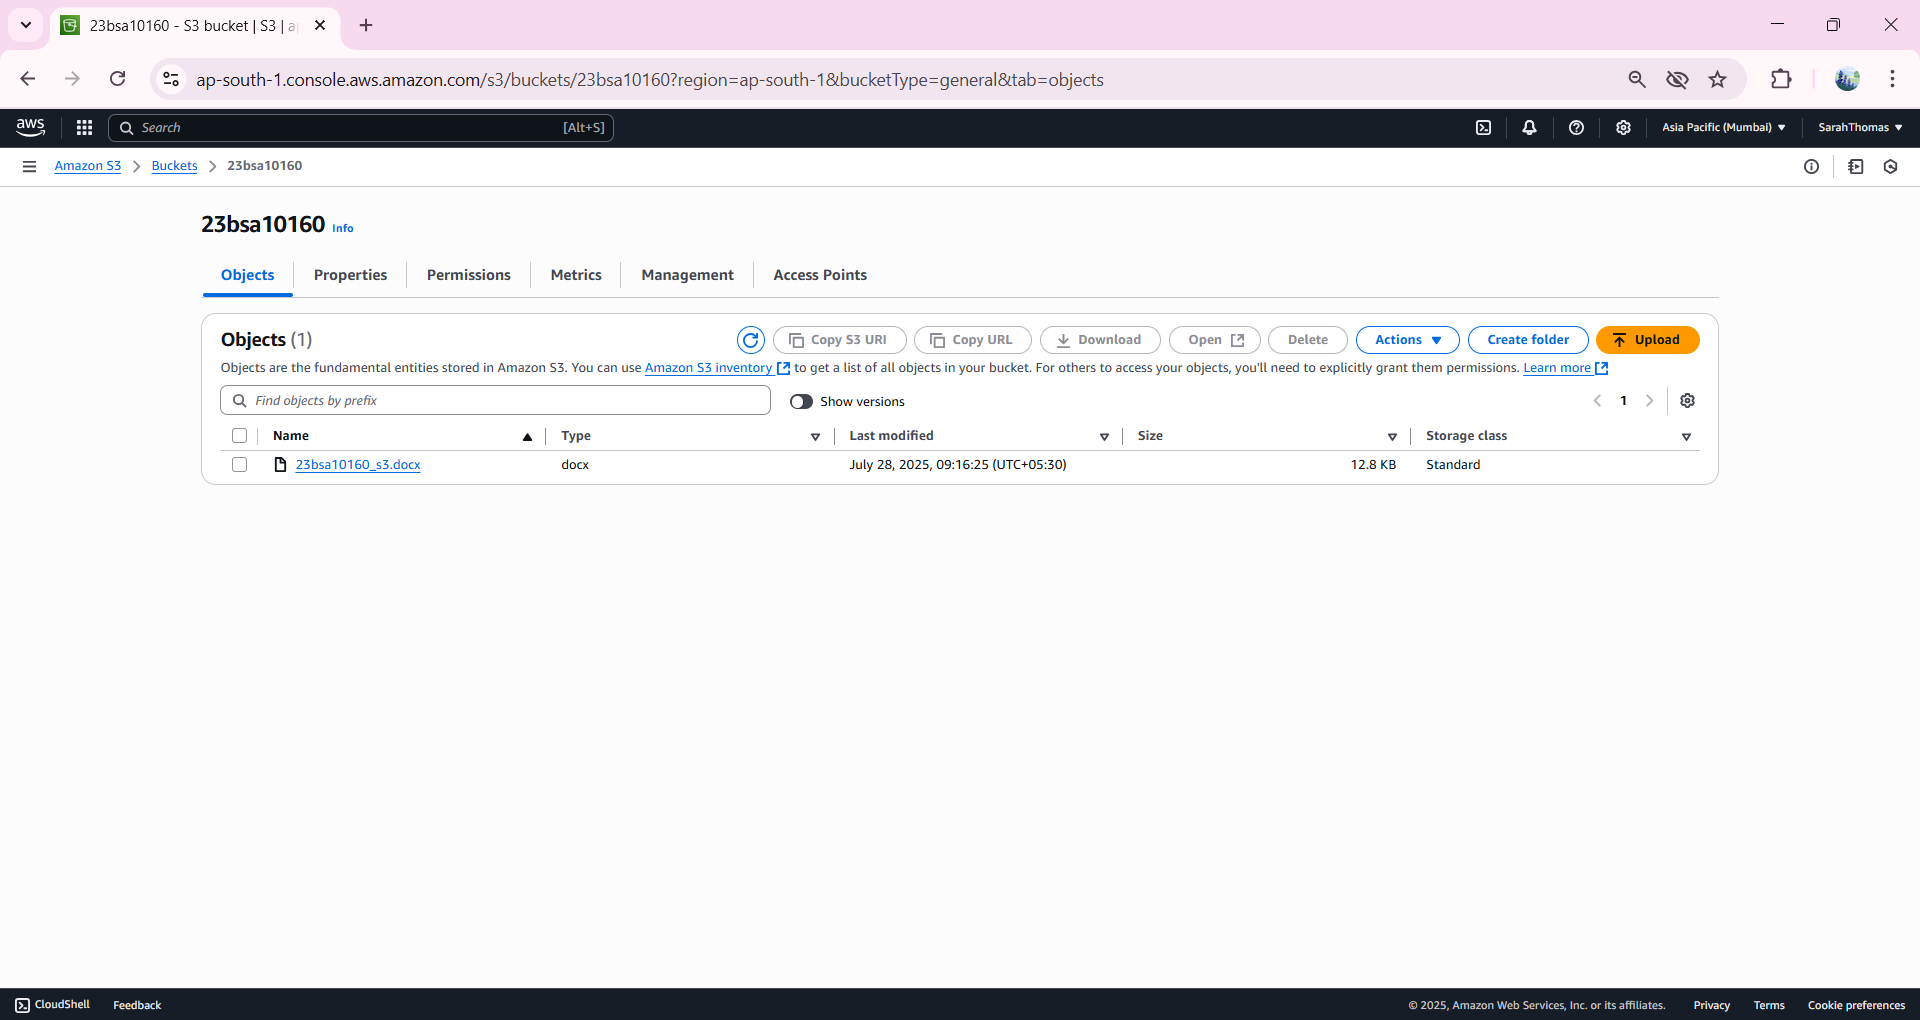 23bsa10160 - S3 bucket | S3 | a
ap-south-1.console.aws.amazon.com/s3/buckets/23bsa10160?region=ap-south-1&bucketType=general&tab=objects
aws Search [Alt+S] Asia Pacific (Mumbai) SarahThomas
Amazon S3 Buckets 23bsa10160
23bsa10160 Info
Objects Properties Permissions Metrics Management Access Points
Objects (1) Copy S3 URI Copy URL Download Open Delete Actions Create folder Upload
Objects are the fundamental entities stored in Amazon S3. You can use Amazon S3 inventory to get a list of all objects in your bucket. For others to access your objects, you'll need to explicitly grant them permissions. Learn more
Find objects by prefix Show versions 1
Name Type Last modified Size Storage class
23bsa10160_s3.docx docx July 28, 2025, 09:16:25 (UTC+05:30) 12.8 KB Standard
CloudShell Feedback © 2025, Amazon Web Services, Inc. or its affiliates. Privacy Terms Cookie preferences